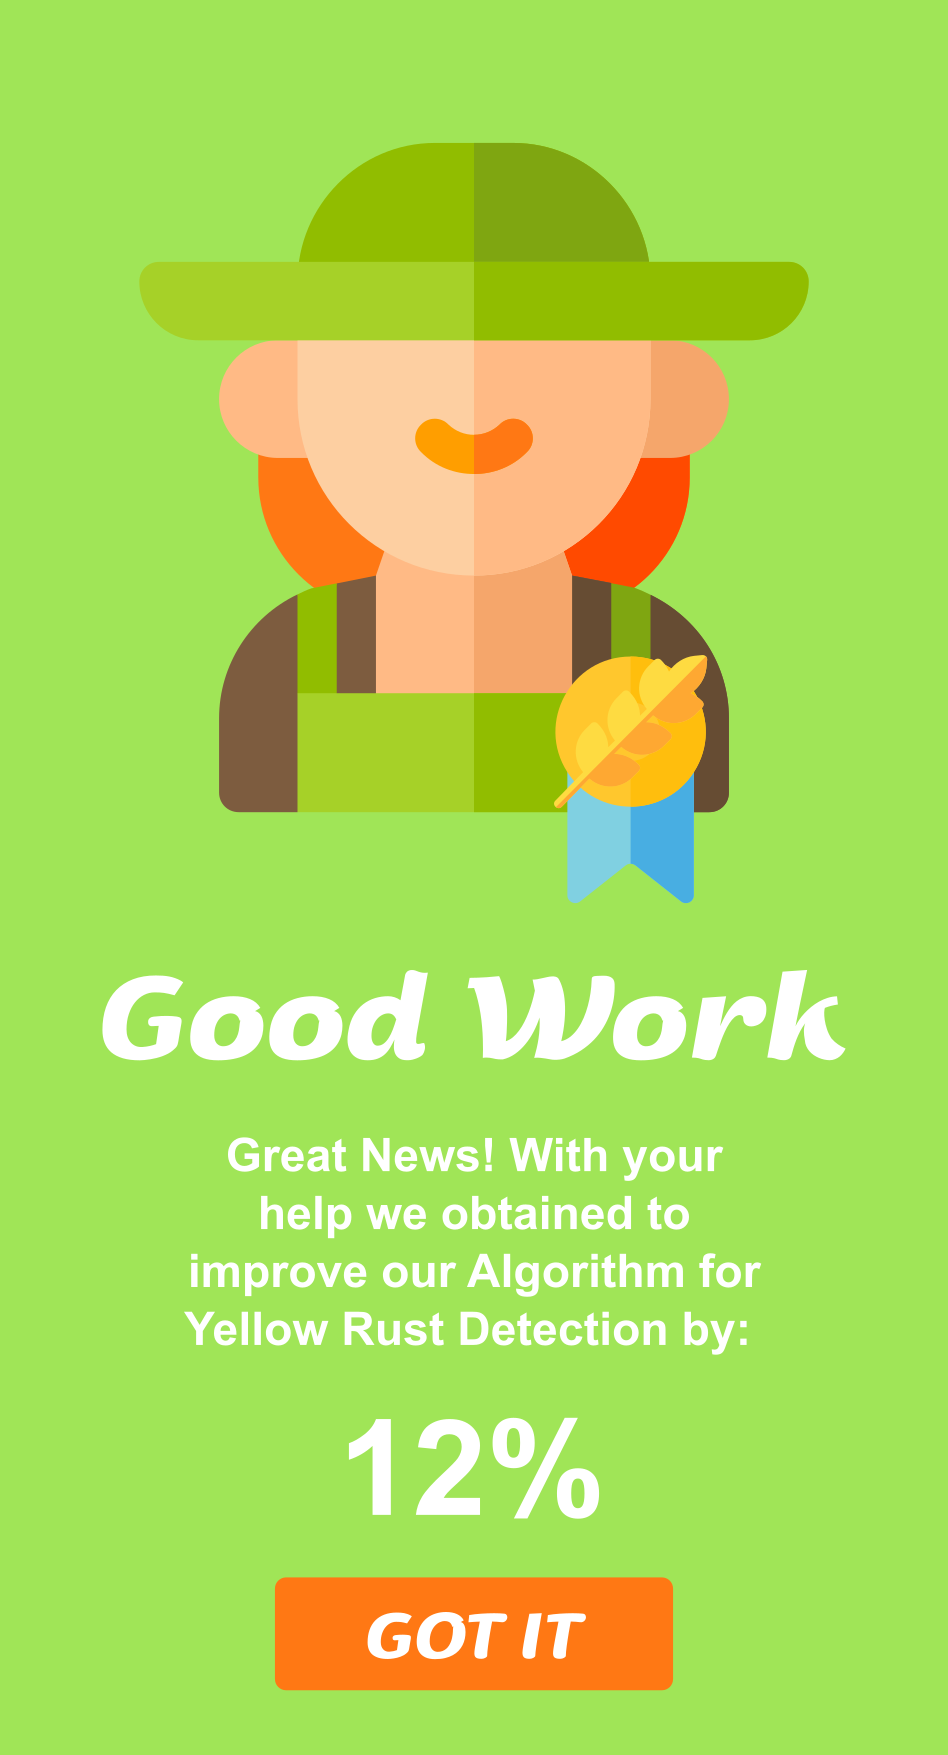 Good Work
Great News! With your
help we obtained to
improve our Algorithm for
Yellow Rust Detection by:
12%
GOT IT